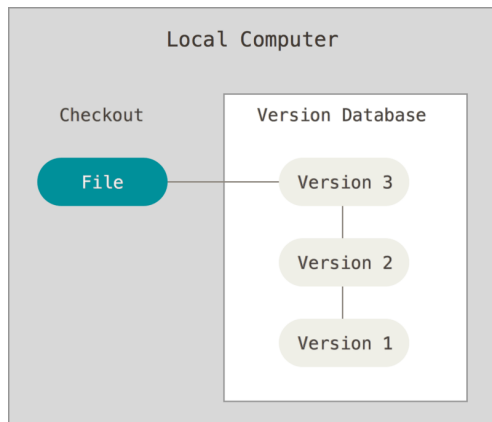 Local Computer
Checkout
Version Database
File
Version 3
Version 2
Version 1